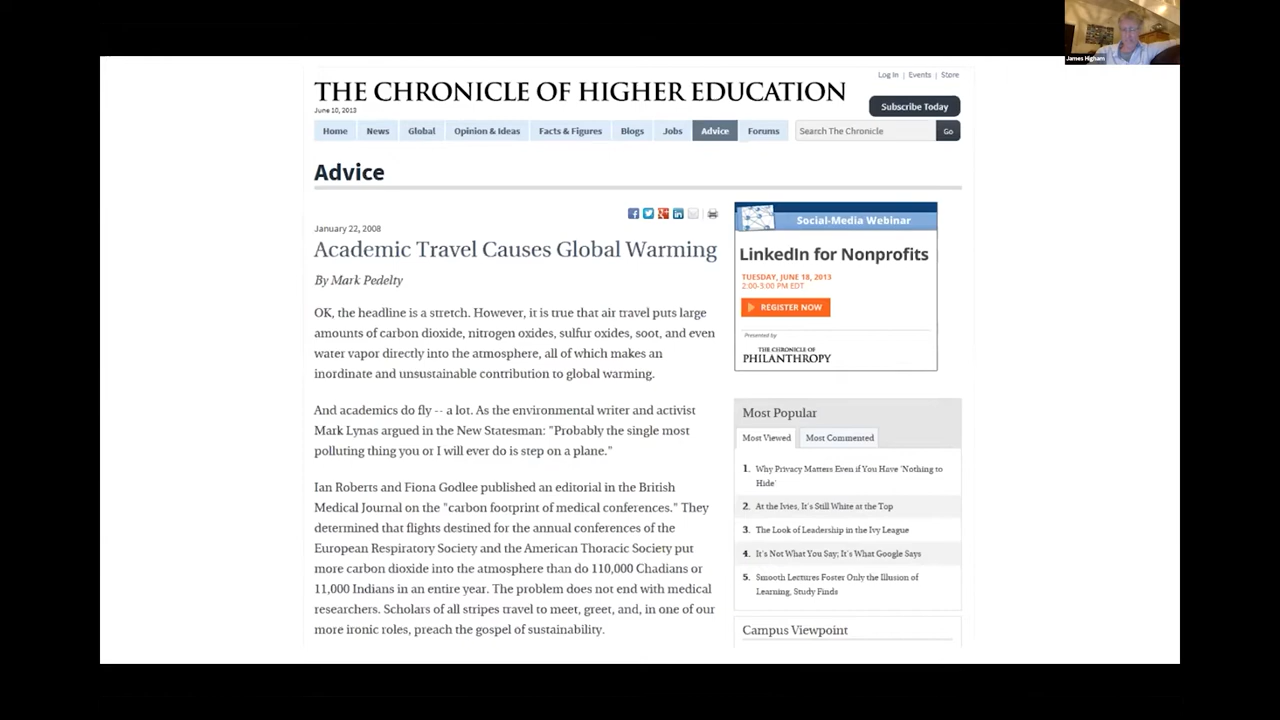 James Higham
Log In | Events | Store
THE CHRONICLE OF HIGHER EDUCATION
June 10, 2013
Subscribe Today
Home News Global Opinion & Ideas Facts & Figures Blogs Jobs Advice Forums Search The Chronicle Go
Advice
January 22, 2008
Academic Travel Causes Global Warming
By Mark Pedelty
OK, the headline is a stretch. However, it is true that air travel puts large
amounts of carbon dioxide, nitrogen oxides, sulfur oxides, soot, and even
water vapor directly into the atmosphere, all of which makes an
inordinate and unsustainable contribution to global warming.
And academics do fly -- a lot. As the environmental writer and activist
Mark Lynas argued in the New Statesman: "Probably the single most
polluting thing you or I will ever do is step on a plane."
Ian Roberts and Fiona Godlee published an editorial in the British
Medical Journal on the "carbon footprint of medical conferences." They
determined that flights destined for the annual conferences of the
European Respiratory Society and the American Thoracic Society put
more carbon dioxide into the atmosphere than do 110,000 Chadians or
11,000 Indians in an entire year. The problem does not end with medical
researchers. Scholars of all stripes travel to meet, greet, and, in one of our
more ironic roles, preach the gospel of sustainability.
Social-Media Webinar
LinkedIn for Nonprofits
TUESDAY, JUNE 18, 2013
2:00-3:00 PM EDT
REGISTER NOW
Presented by
THE CHRONICLE OF
PHILANTHROPY
Most Popular
Most Viewed Most Commented
1. Why Privacy Matters Even if You Have 'Nothing to
Hide'
2. At the Ivies, It's Still White at the Top
3. The Look of Leadership in the Ivy League
4. It's Not What You Say; It's What Google Says
5. Smooth Lectures Foster Only the Illusion of
Learning, Study Finds
Campus Viewpoint